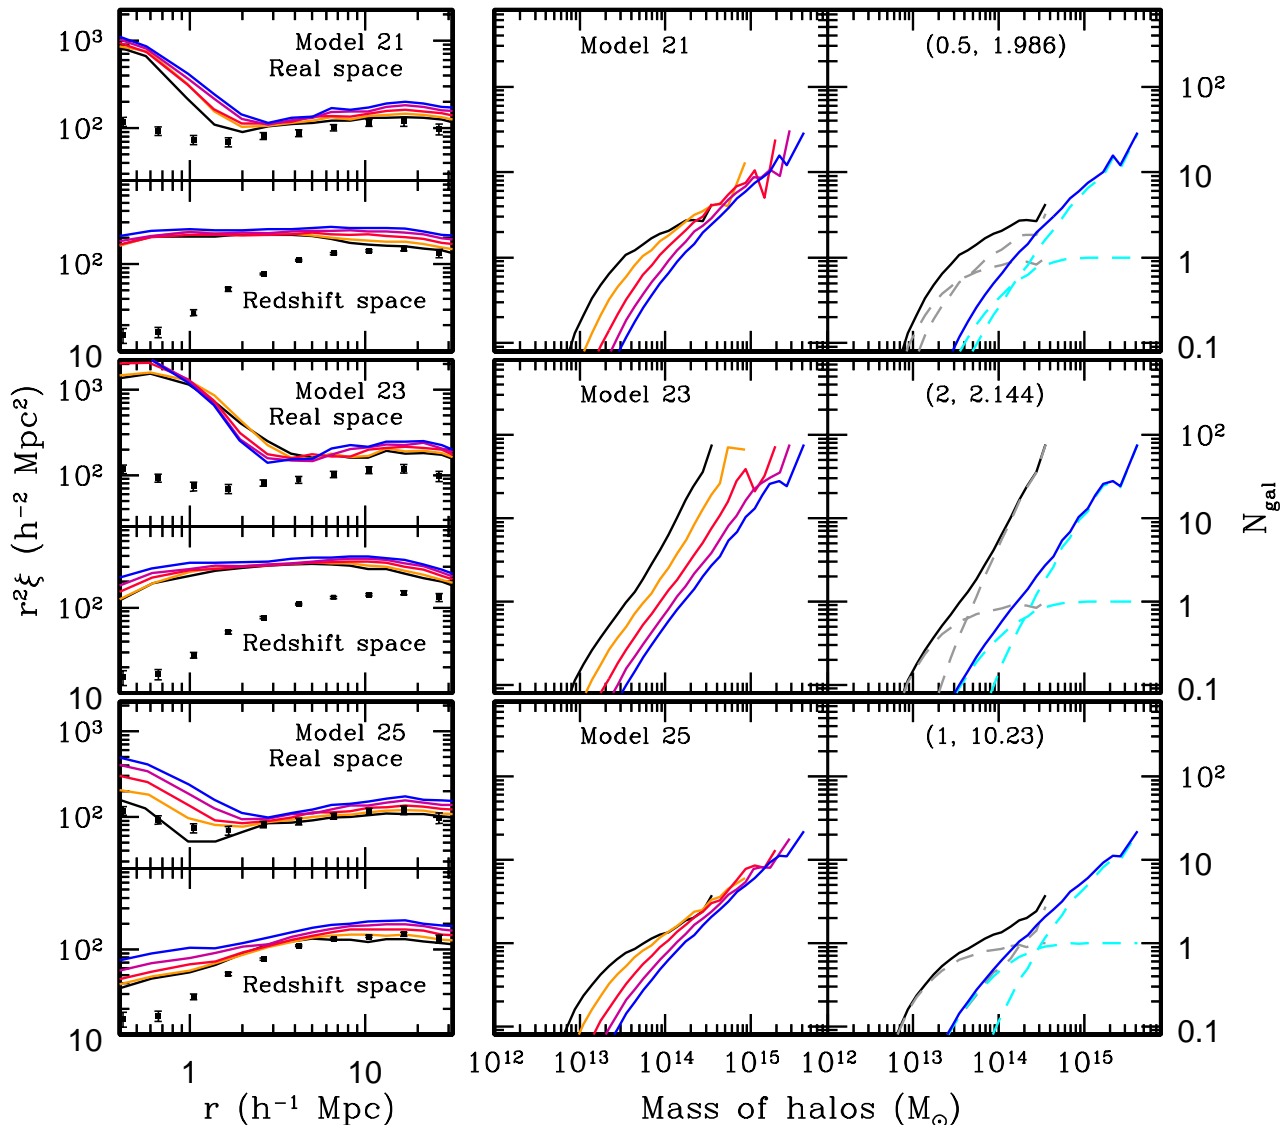 10³
10²
Model 21
Real space
10²
10
Redshift space
10³
10²
Model 23
Real space
10²
10
Redshift space
10³
10²
Model 25
Real space
10²
10
Redshift space
1
10
r (h⁻¹ Mpc)
r²ξ (h⁻² Mpc²)
Model 21
(0.5, 1.986)
10²
10
1
0.1
Model 23
(2, 2.144)
10²
10
1
0.1
Model 25
(1, 10.23)
10²
10
1
0.1
10¹²
10¹³
10¹⁴
10¹⁵
10¹²
10¹³
10¹⁴
10¹⁵
Mass of halos (M☉)
N_gal